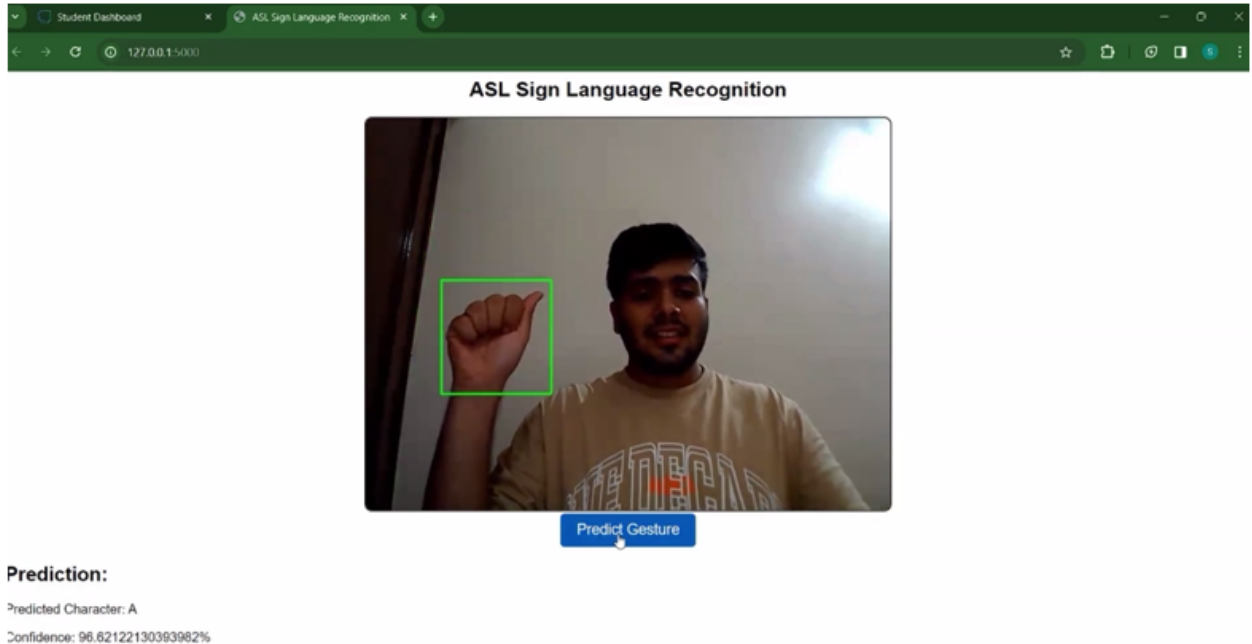 Student Dashboard
ASL Sign Language Recognition
127.0.0.1:5000
S
ASL Sign Language Recognition
Predict Gesture
Prediction:
Predicted Character: A
Confidence: 96.62122130393982%